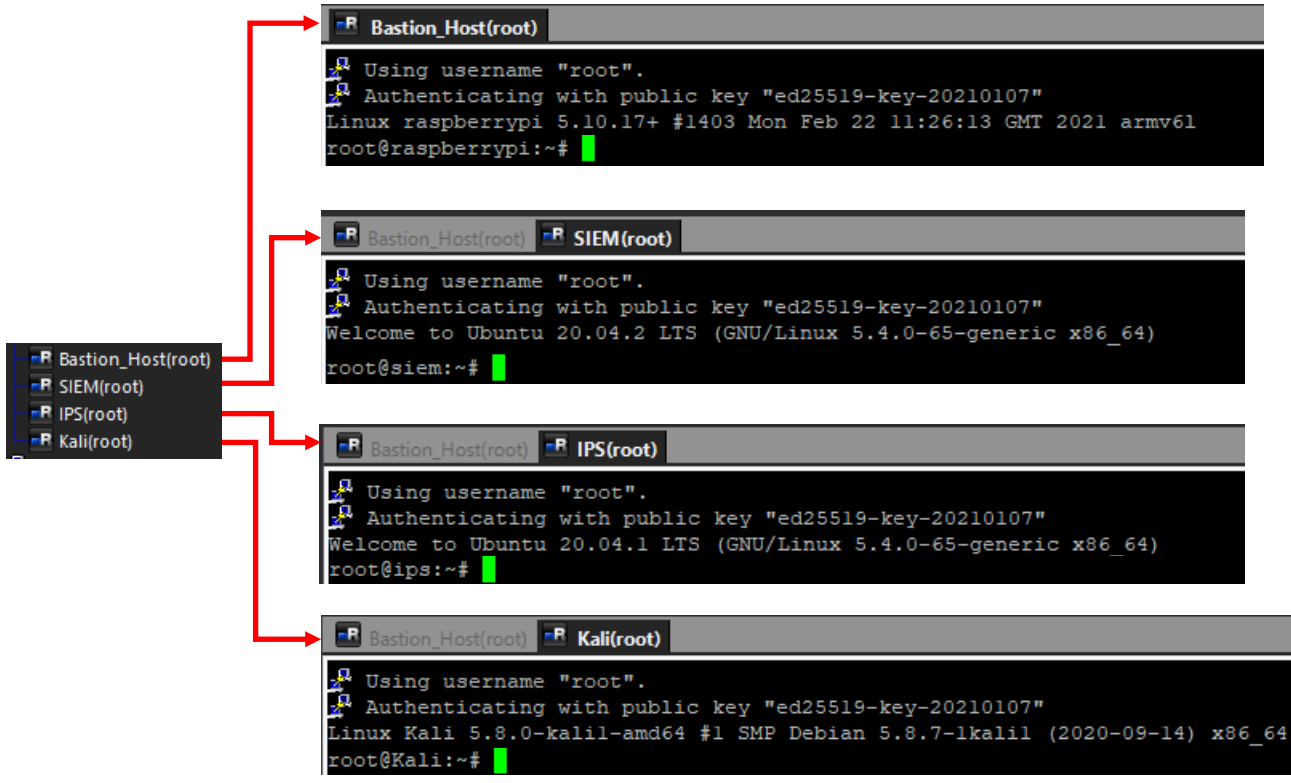 Bastion_Host(root)
Using username "root".
Authenticating with public key "ed25519-key-20210107"
Linux raspberrypi 5.10.17+ #1403 Mon Feb 22 11:26:13 GMT 2021 armv6l
root@raspberrypi:~#
Bastion_Host(root) SIEM(root)
Using username "root".
Authenticating with public key "ed25519-key-20210107"
Welcome to Ubuntu 20.04.2 LTS (GNU/Linux 5.4.0-65-generic x86_64)
root@siem:~#
Bastion_Host(root)
SIEM(root)
IPS(root)
Kali(root)
Bastion_Host(root) IPS(root)
Using username "root".
Authenticating with public key "ed25519-key-20210107"
Welcome to Ubuntu 20.04.1 LTS (GNU/Linux 5.4.0-65-generic x86_64)
root@ips:~#
Bastion_Host(root) Kali(root)
Using username "root".
Authenticating with public key "ed25519-key-20210107"
Linux Kali 5.8.0-kali1-amd64 #1 SMP Debian 5.8.7-1kali1 (2020-09-14) x86_64
root@Kali:~#